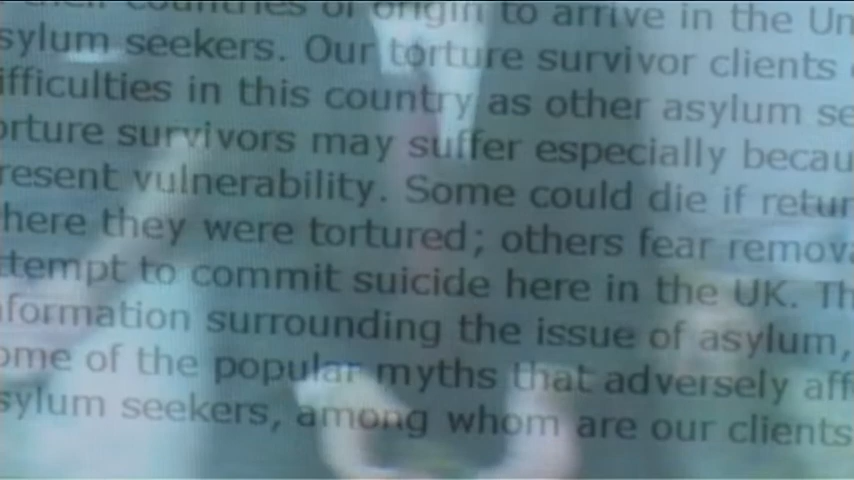 their countries of origin to arrive in the Un
sylum seekers. Our torture survivor clients
ifficulties in this country as other asylum se
orture survivors may suffer especially becau
resent vulnerability. Some could die if retur
here they were tortured; others fear remova
ttempt to commit suicide here in the UK. Th
nformation surrounding the issue of asylum,
ome of the popular myths that adversely aff
sylum seekers, among whom are our clients